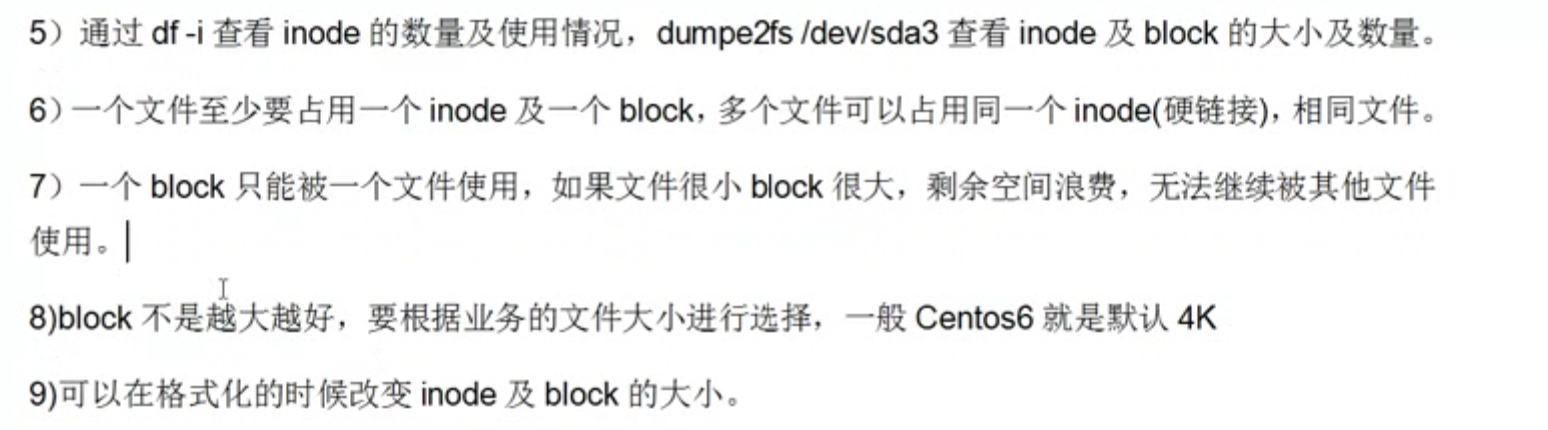 5）通过 df -i 查看 inode 的数量及使用情况，dumpe2fs /dev/sda3 查看 inode 及 block 的大小及数量。
6）一个文件至少要占用一个 inode 及一个 block，多个文件可以占用同一个 inode(硬链接)，相同文件。
7）一个 block 只能被一个文件使用，如果文件很小 block 很大，剩余空间浪费，无法继续被其他文件
使用。
8)block 不是越大越好，要根据业务的文件大小进行选择，一般 Centos6 就是默认 4K
9)可以在格式化的时候改变 inode 及 block 的大小。